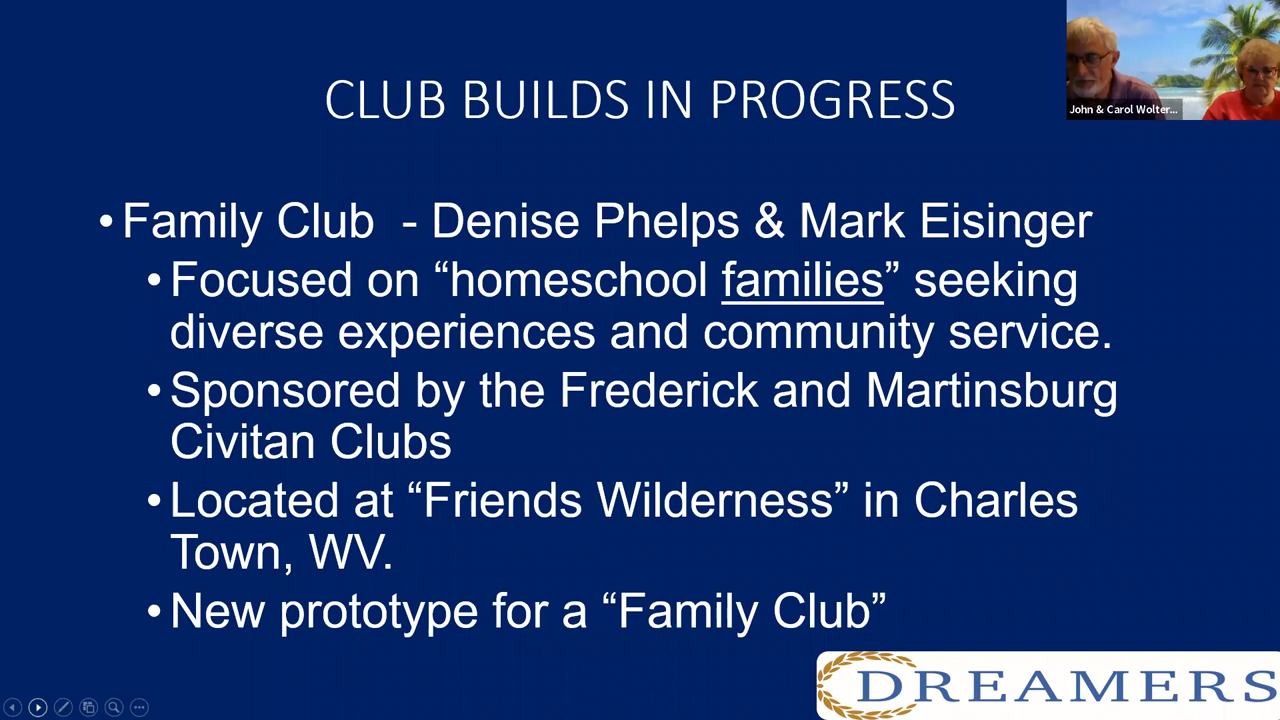 CLUB BUILDS IN PROGRESS
John & Carol Wolter...
• Family Club - Denise Phelps & Mark Eisinger
• Focused on “homeschool families” seeking
diverse experiences and community service.
• Sponsored by the Frederick and Martinsburg
Civitan Clubs
• Located at “Friends Wilderness” in Charles
Town, WV.
• New prototype for a “Family Club”
DREAMERS